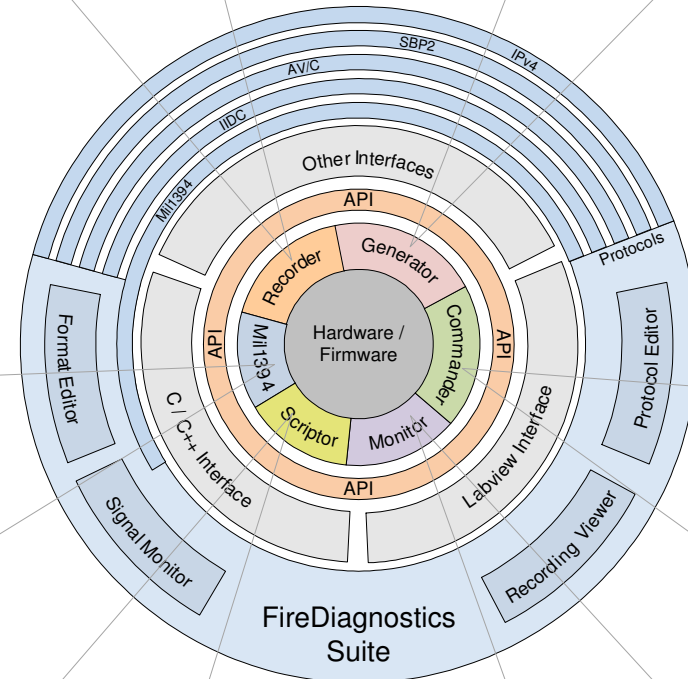 IPv4
SBP2
AV/C
IIDC
Mil1394
Protocols
Other Interfaces
API
Recorder
Generator
Mil1394
Commander
Scriptor
Monitor
Hardware /
Firmware
API
API
API
C / C++ Interface
Labview Interface
Format Editor
Protocol Editor
Signal Monitor
Recording Viewer
FireDiagnostics
Suite